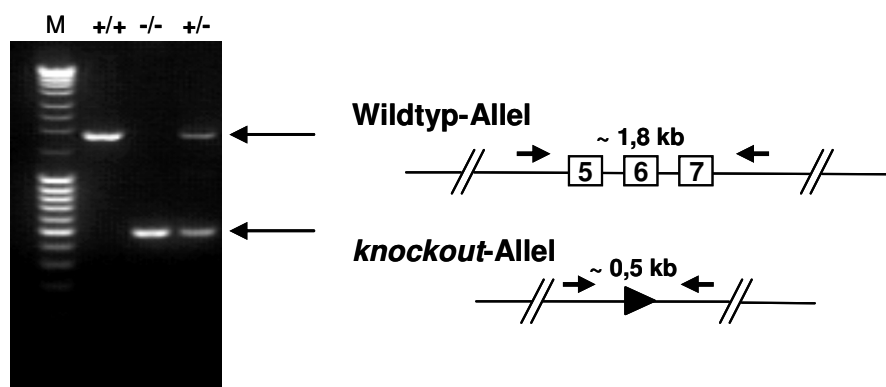 M +/+ -/- +/-
Wildtyp-Allel
~ 1,8 kb
5 6 7
knockout-Allel
~ 0,5 kb